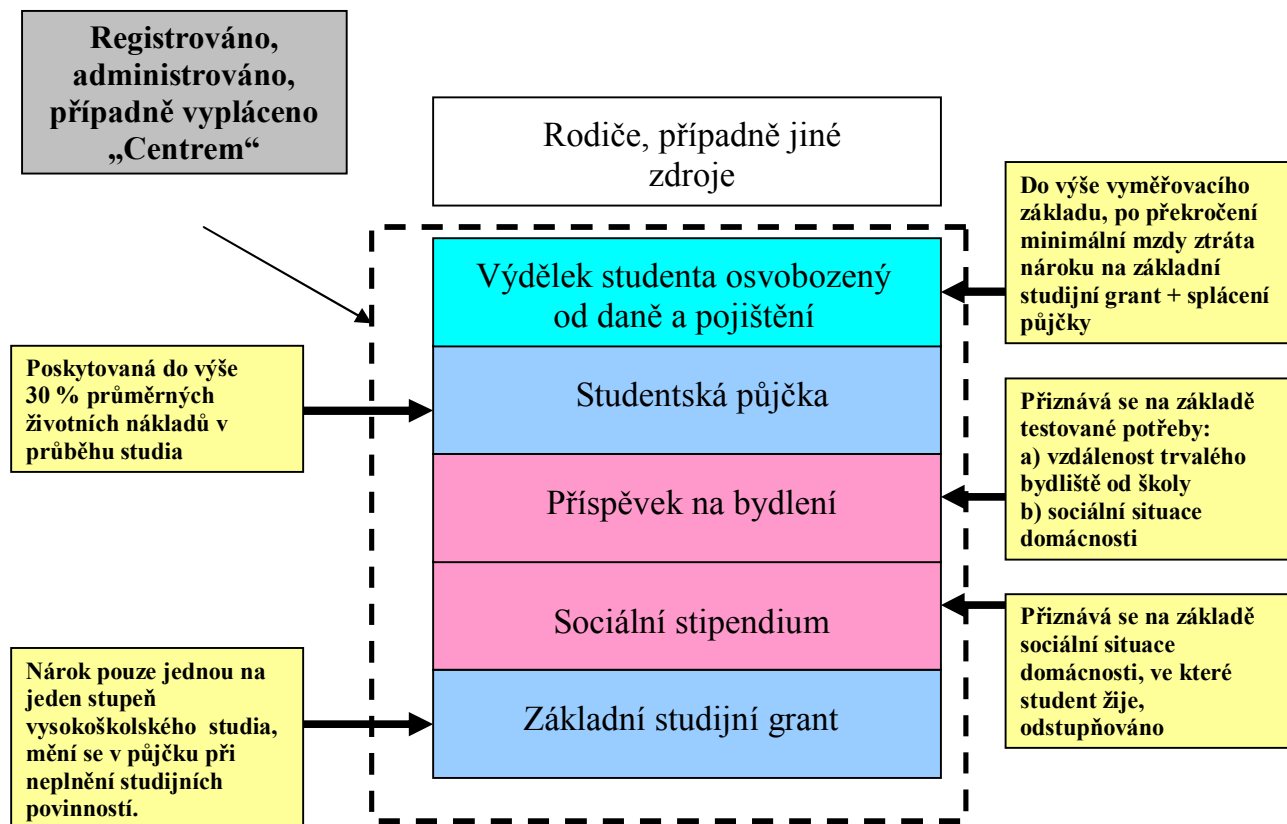 Registrováno,
administrováno,
případně vypláceno
„Centrem“
Rodiče, případně jiné
zdroje
Do výše vyměřovacího
základu, po překročení
minimální mzdy ztráta
nároku na základní
studijní grant + splácení
půjčky
Výdělek studenta osvobozený
od daně a pojištění
Poskytovaná do výše
30 % průměrných
životních nákladů v
průběhu studia
Studentská půjčka
Přiznává se na základě
testované potřeby:
a) vzdálenost trvalého
bydliště od školy
b) sociální situace
domácnosti
Příspěvek na bydlení
Sociální stipendium
Přiznává se na základě
sociální situace
domácnosti, ve které
student žije,
odstupňováno
Nárok pouze jednou na
jeden stupeň
vysokoškolského studia,
mění se v půjčku při
neplnění studijních
povinností.
Základní studijní grant